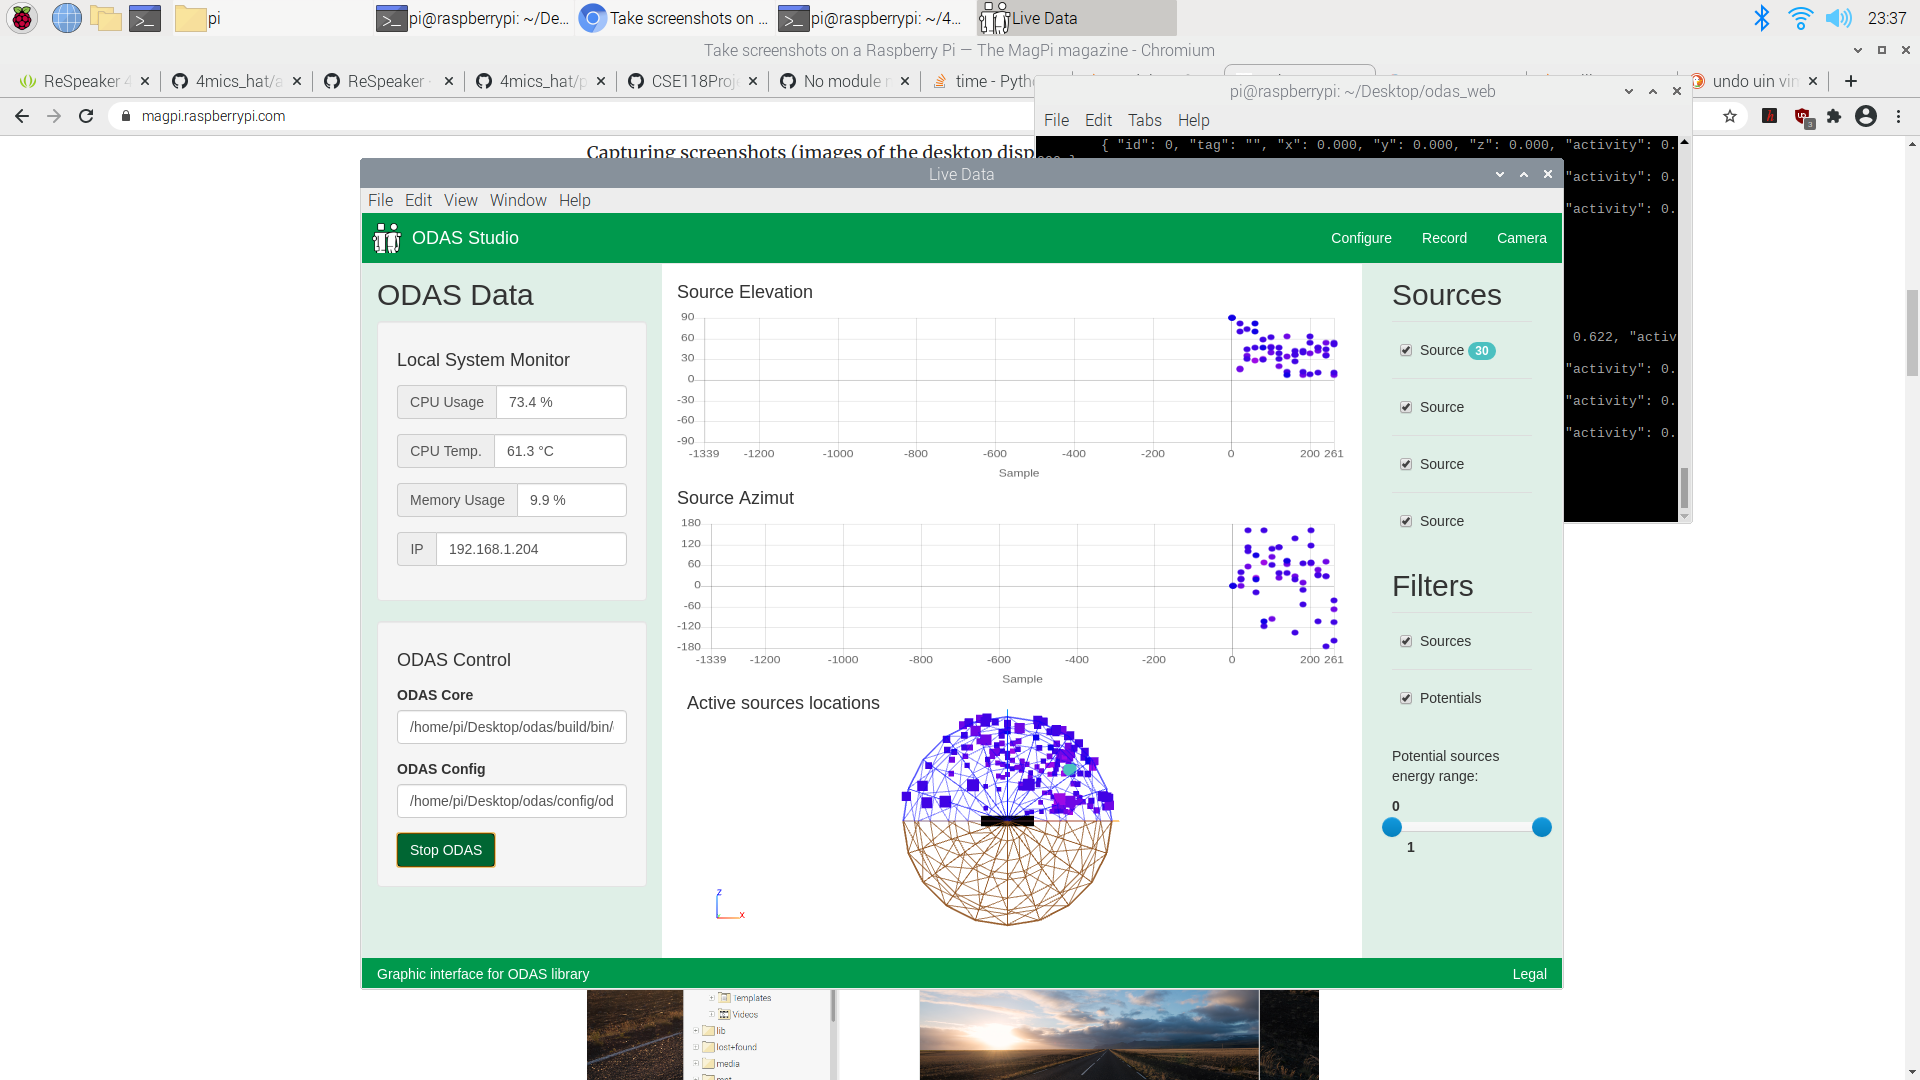 pi
pi@raspberrypi: ~/De...
Take screenshots on ...
pi@raspberrypi: ~/4...
Live Data
23:37
Take screenshots on a Raspberry Pi — The MagPi magazine - Chromium
ReSpeaker 4
4mics_hat/a
ReSpeaker
4mics_hat/p
CSE118Proj
No module n
time - Pyth
undo uin vim
magpi.raspberrypi.com
pi@raspberrypi: ~/Desktop/odas_web
File Edit Tabs Help
{ "id": 0, "tag": "", "x": 0.000, "y": 0.000, "z": 0.000, "activity": 0.
"activity": 0.
"activity": 0.
0.622, "activ
"activity": 0.
"activity": 0.
"activity": 0.
Capturing screenshots (images of the desktop disp
Live Data
File Edit View Window Help
ODAS Studio
Configure Record Camera
ODAS Data
Local System Monitor
CPU Usage 73.4 %
CPU Temp. 61.3 °C
Memory Usage 9.9 %
IP 192.168.1.204
ODAS Control
ODAS Core
/home/pi/Desktop/odas/build/bin/
ODAS Config
/home/pi/Desktop/odas/config/od
Stop ODAS
Source Elevation
90
60
30
0
-30
-60
-90
-1339 -1200 -1000 -800 -600 -400 -200 0 200 261
Sample
Source Azimut
180
120
60
0
-60
-120
-180
-1339 -1200 -1000 -800 -600 -400 -200 0 200 261
Sample
Active sources locations
z
x
Sources
Source 30
Source
Source
Source
Filters
Sources
Potentials
Potential sources
energy range:
0
1
Graphic interface for ODAS library
Legal
Templates
Videos
lib
lost+found
media